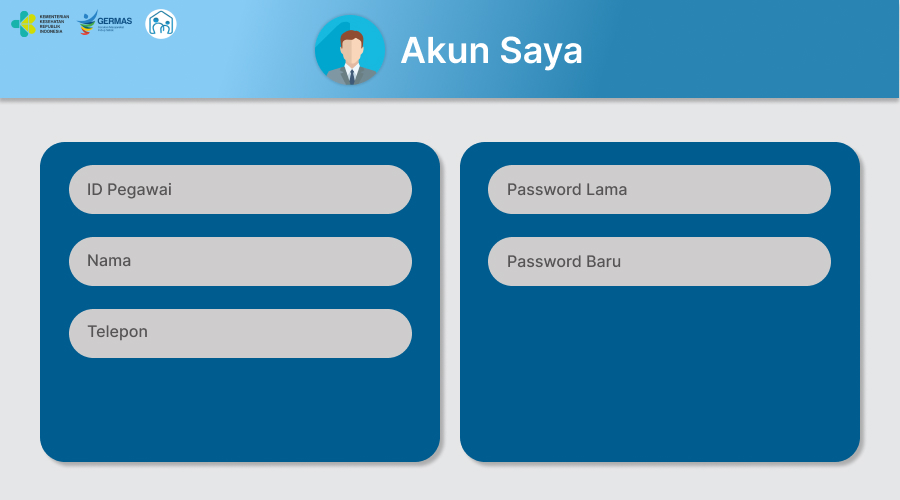 KEMENTERIAN
KESEHATAN
REPUBLIK
INDONESIA
GERMAS
Akun Saya
ID Pegawai
Nama
Telepon
Password Lama
Password Baru